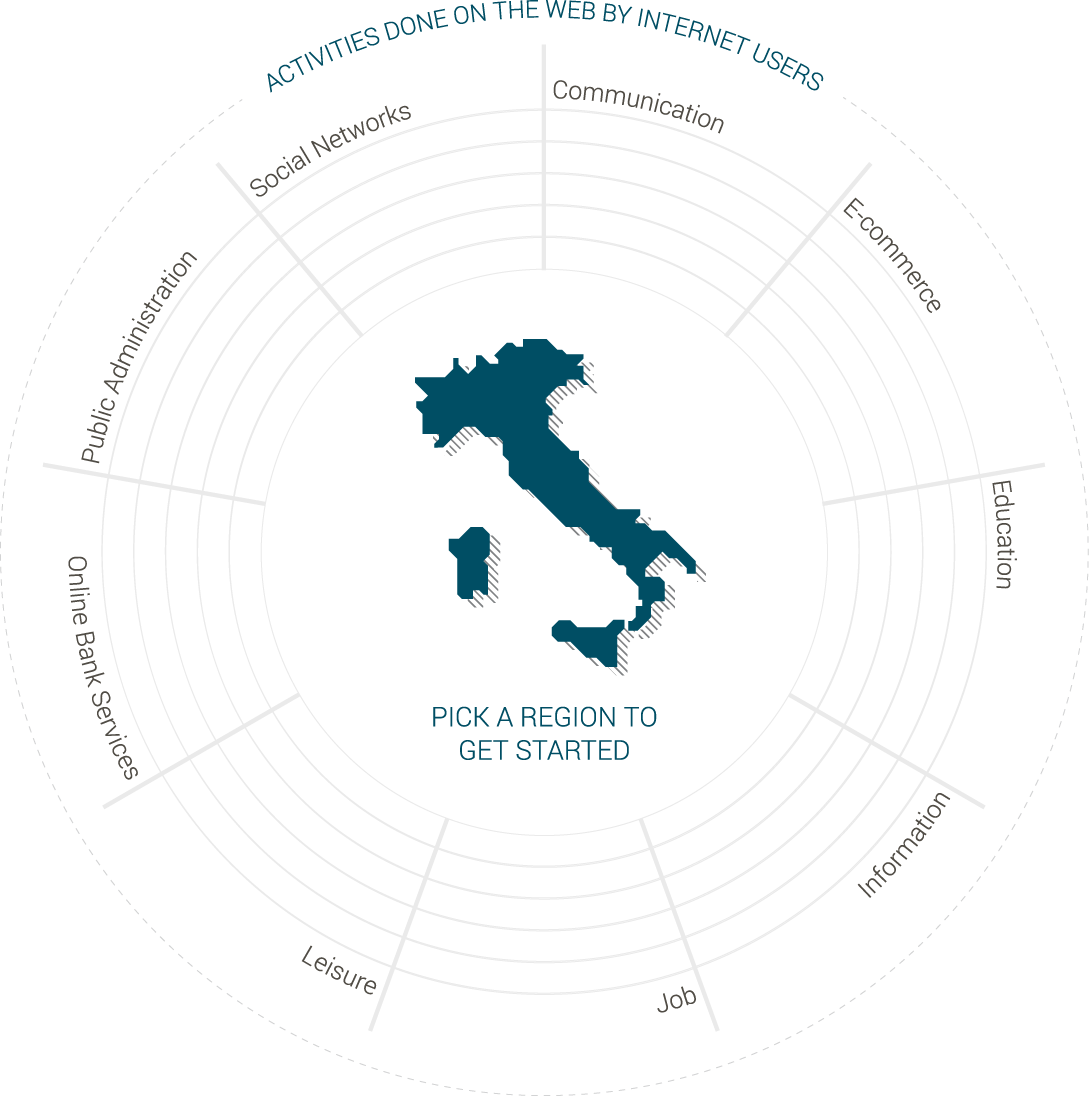 ACTIVITIES DONE ON THE WEB BY INTERNET USERS
Communication
E-commerce
Education
Information
Job
Leisure
Online Bank Services
Public Administration
Social Networks
PICK A REGION TO
GET STARTED